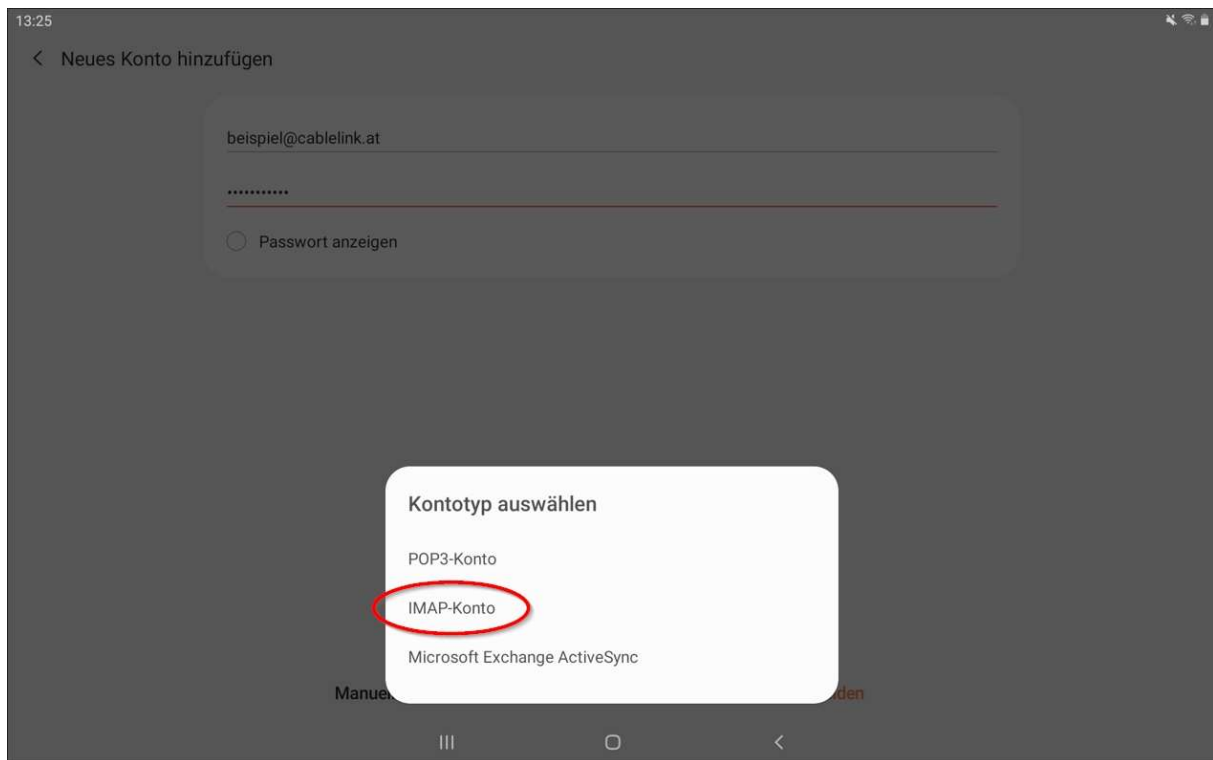 13:25
Neues Konto hinzufügen
beispiel@cablelink.at
Passwort anzeigen
Kontotyp auswählen
POP3-Konto
IMAP-Konto
Microsoft Exchange ActiveSync